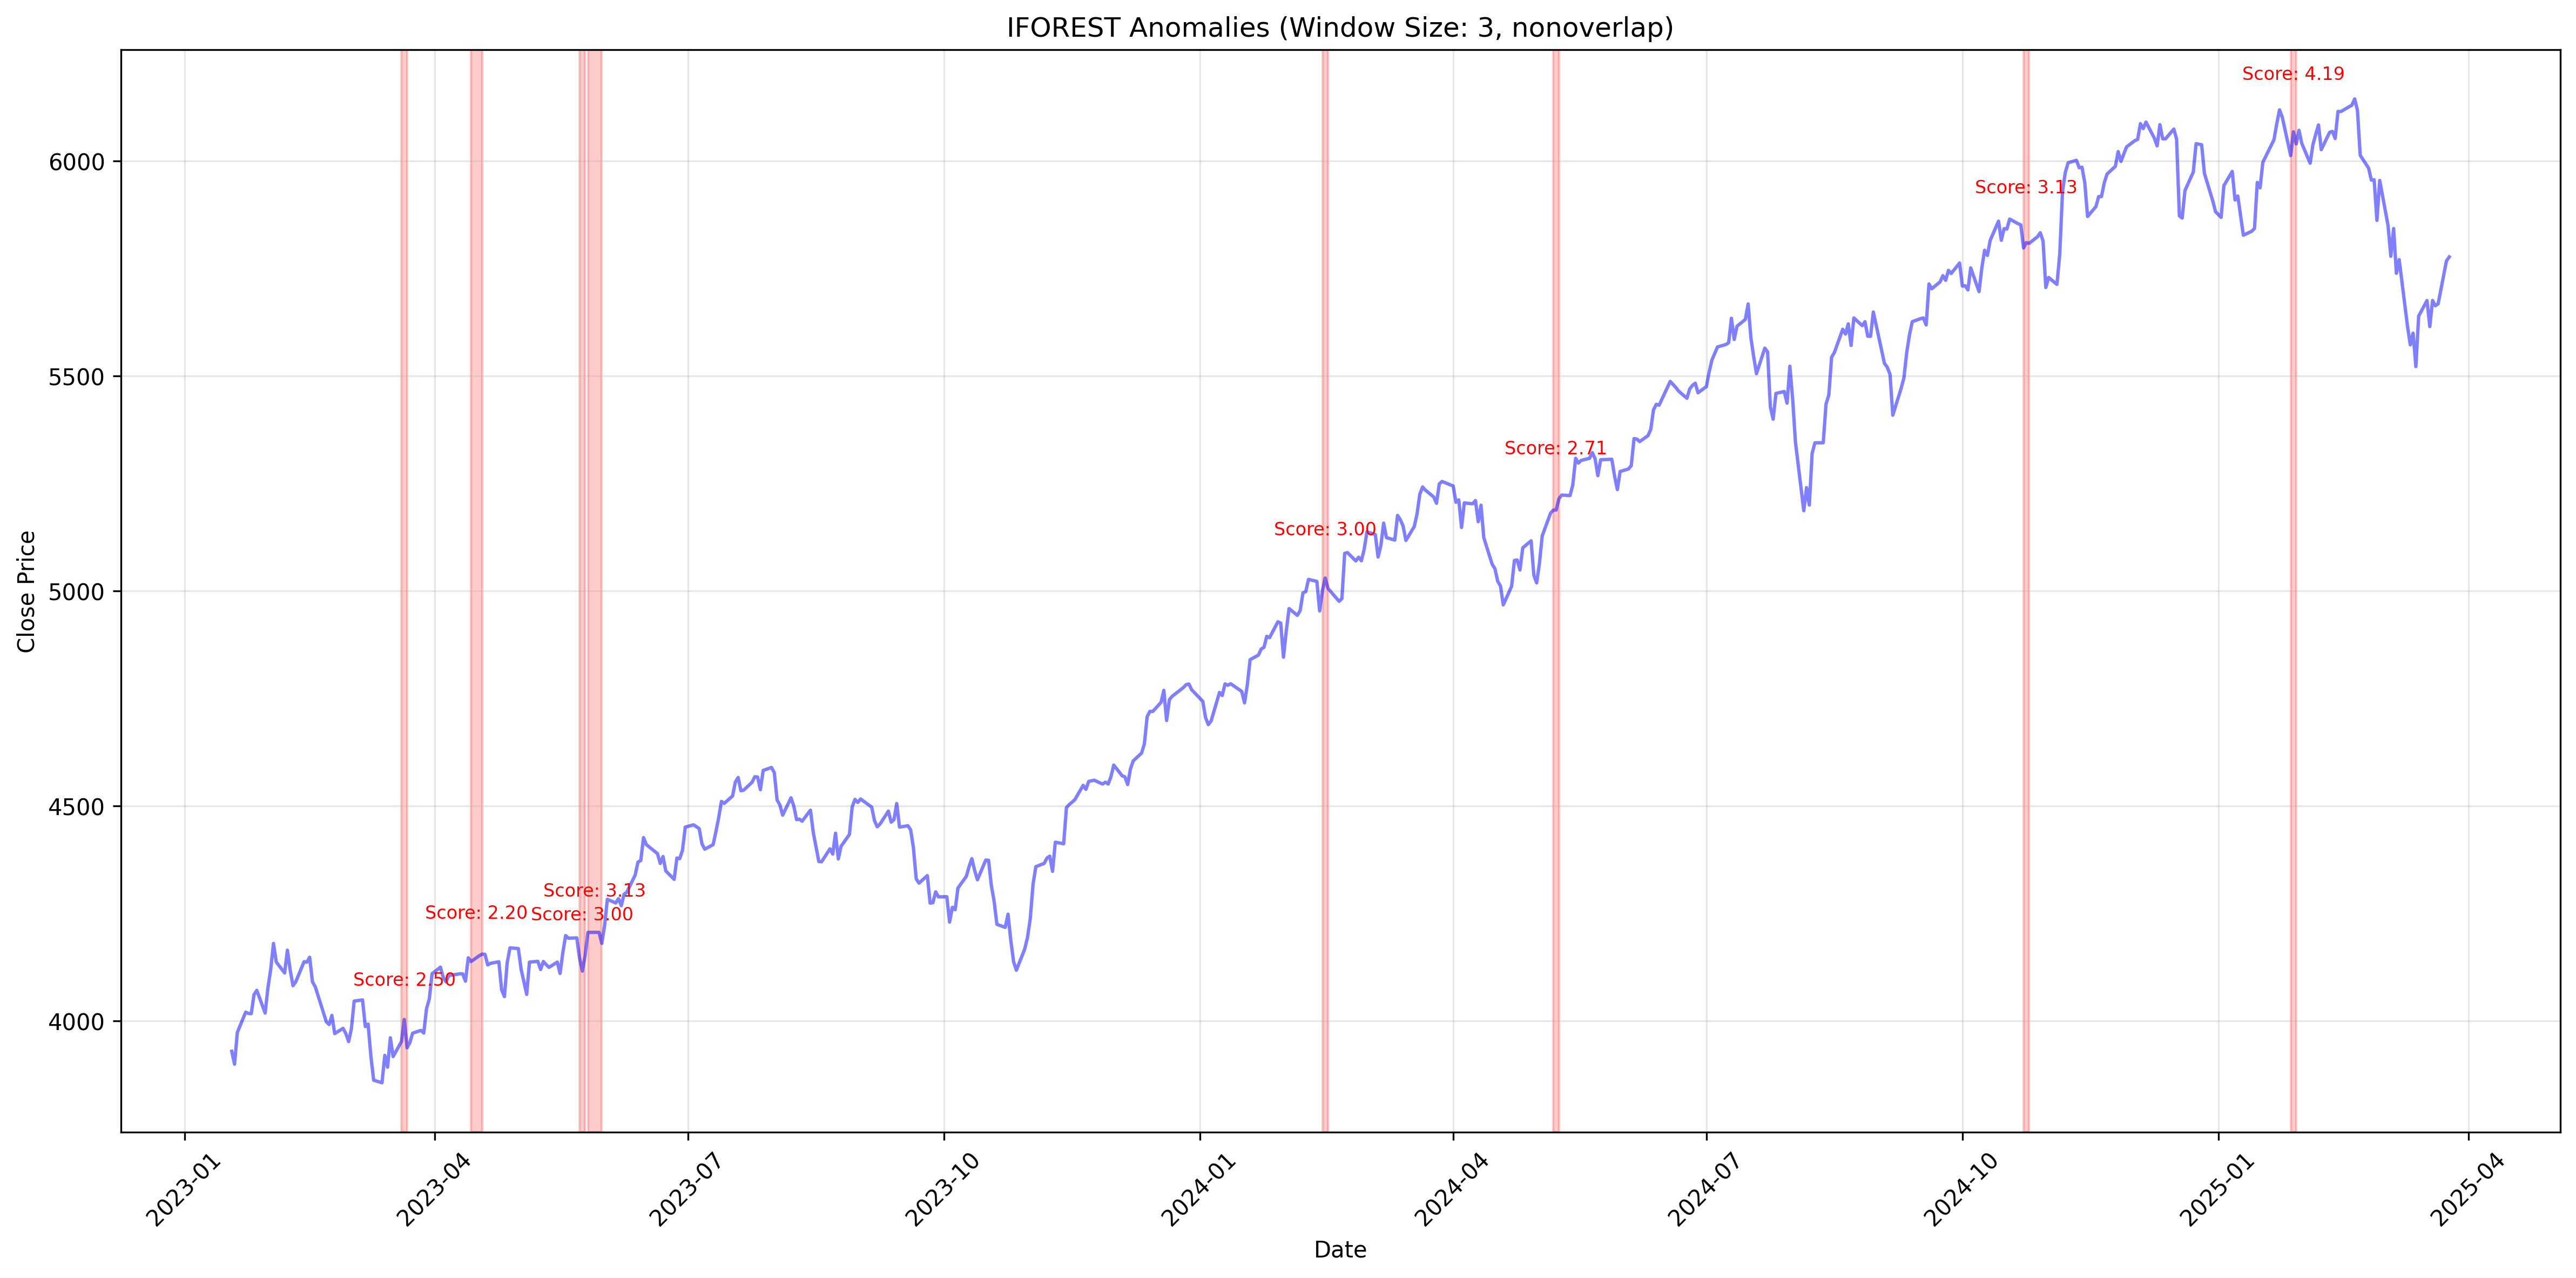 IFOREST Anomalies (Window Size: 3, nonoverlap)
Score: 4.19
Score: 3.13
Score: 2.71
Score: 3.00
Score: 3.13
Score: 2.20
Score: 3.00
Score: 2.50
Close Price
6000
5500
5000
4500
4000
2023-01
2023-04
2023-07
2023-10
2024-01
2024-04
2024-07
2024-10
2025-01
2025-04
Date